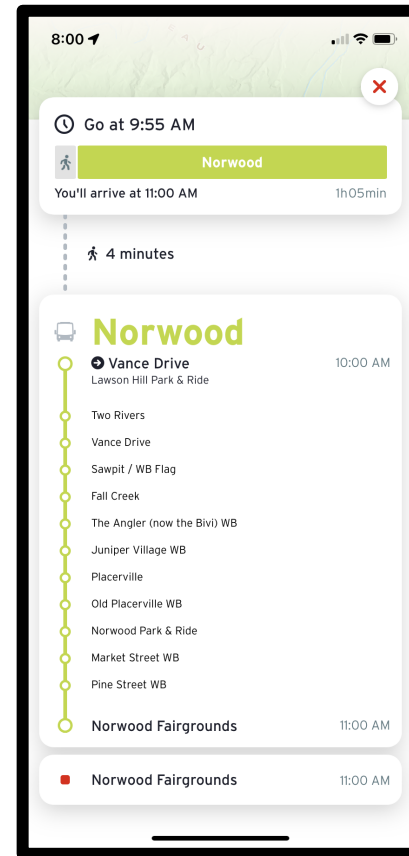 8:00
Go at 9:55 AM
Norwood
You'll arrive at 11:00 AM 1h05min
4 minutes
Norwood
Vance Drive 10:00 AM
Lawson Hill Park & Ride
Two Rivers
Vance Drive
Sawpit / WB Flag
Fall Creek
The Angler (now the Bivi) WB
Juniper Village WB
Placerville
Old Placerville WB
Norwood Park & Ride
Market Street WB
Pine Street WB
Norwood Fairgrounds 11:00 AM
Norwood Fairgrounds 11:00 AM